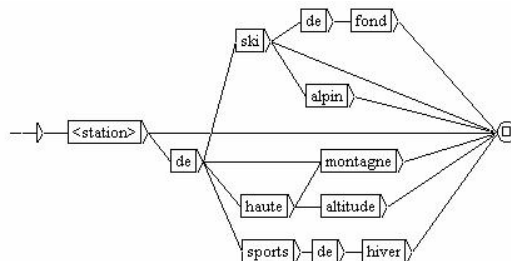 de fond
ski
alpin
<station>
de montagne
haute altitude
sports de hiver